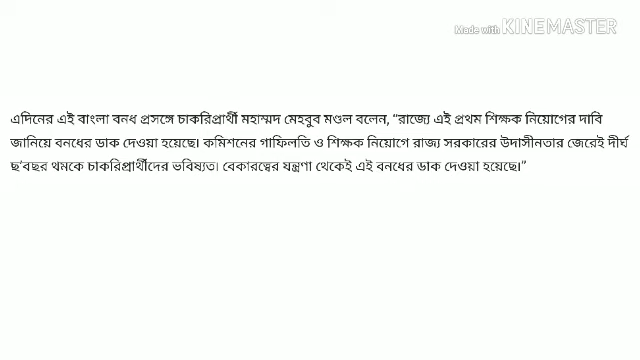 Made with KINEMASTER
এদিনের এই বাংলা বনধ প্রসঙ্গে চাকরিপ্রার্থী মহাম্মদ মেহবুব মণ্ডল বলেন, “রাজ্যে এই প্রথম শিক্ষক নিয়োগের দাবি
জানিয়ে বনধের ডাক দেওয়া হয়েছে। কমিশনের গাফিলতি ও শিক্ষক নিয়োগে রাজ্য সরকারের উদাসীনতার জেরেই দীর্ঘ
ছ’বছর থমকে চাকরিপ্রার্থীদের ভবিষ্যত। বেকারত্বের যন্ত্রণা থেকেই এই বনধের ডাক দেওয়া হয়েছে।”